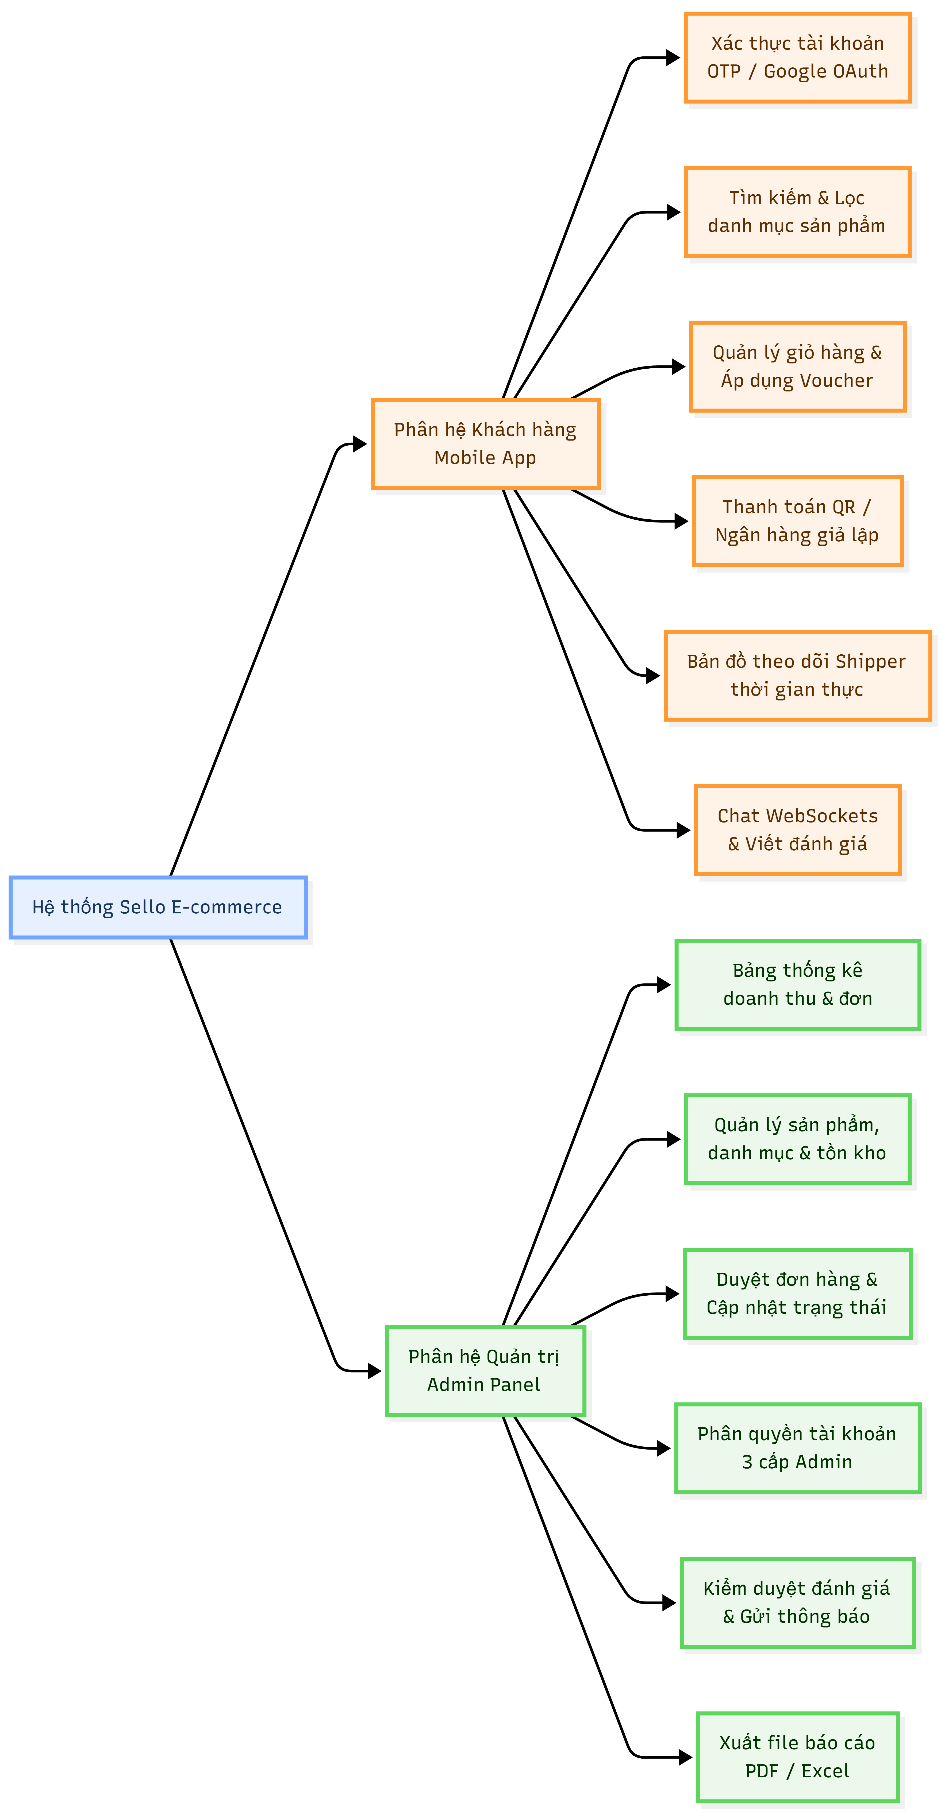 Xác thực tài khoản
OTP / Google OAuth
Tìm kiếm & Lọc
danh mục sản phẩm
Quản lý giỏ hàng &
Áp dụng Voucher
Phân hệ Khách hàng
Mobile App
Thanh toán QR /
Ngân hàng giả lập
Bản đồ theo dõi Shipper
thời gian thực
Chat WebSockets
& Viết đánh giá
Hệ thống Sello E-commerce
Bảng thống kê
doanh thu & đơn
Quản lý sản phẩm,
danh mục & tồn kho
Duyệt đơn hàng &
Cập nhật trạng thái
Phân hệ Quản trị
Admin Panel
Phân quyền tài khoản
3 cấp Admin
Kiểm duyệt đánh giá
& Gửi thông báo
Xuất file báo cáo
PDF / Excel